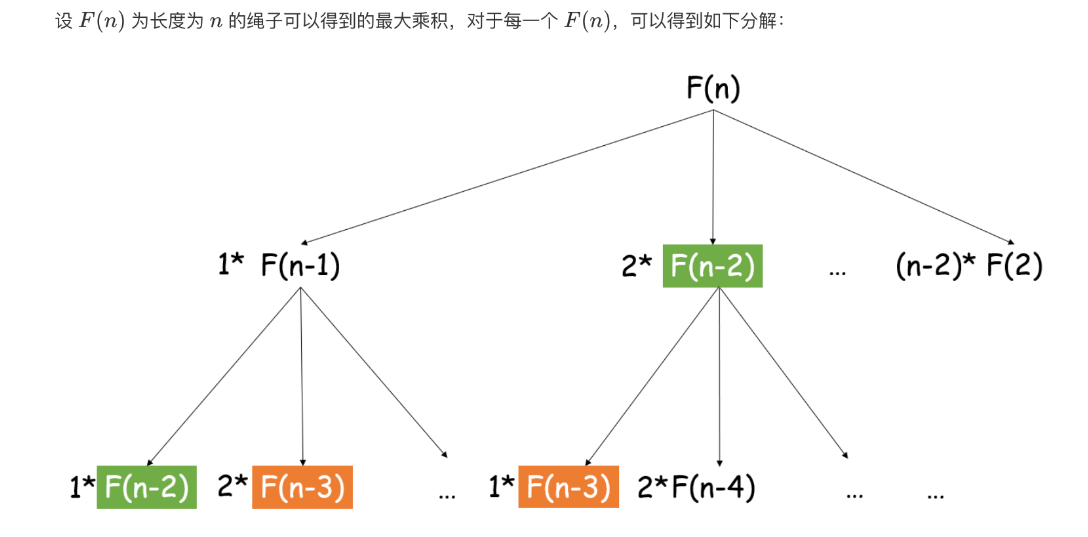 设 F(n) 为长度为 n 的绳子可以得到的最大乘积，对于每一个 F(n)，可以得到如下分解：
F(n)
1* F(n-1) 2* F(n-2) ... (n-2)* F(2)
1* F(n-2) 2* F(n-3) ... 1* F(n-3) 2*F(n-4) ... ...